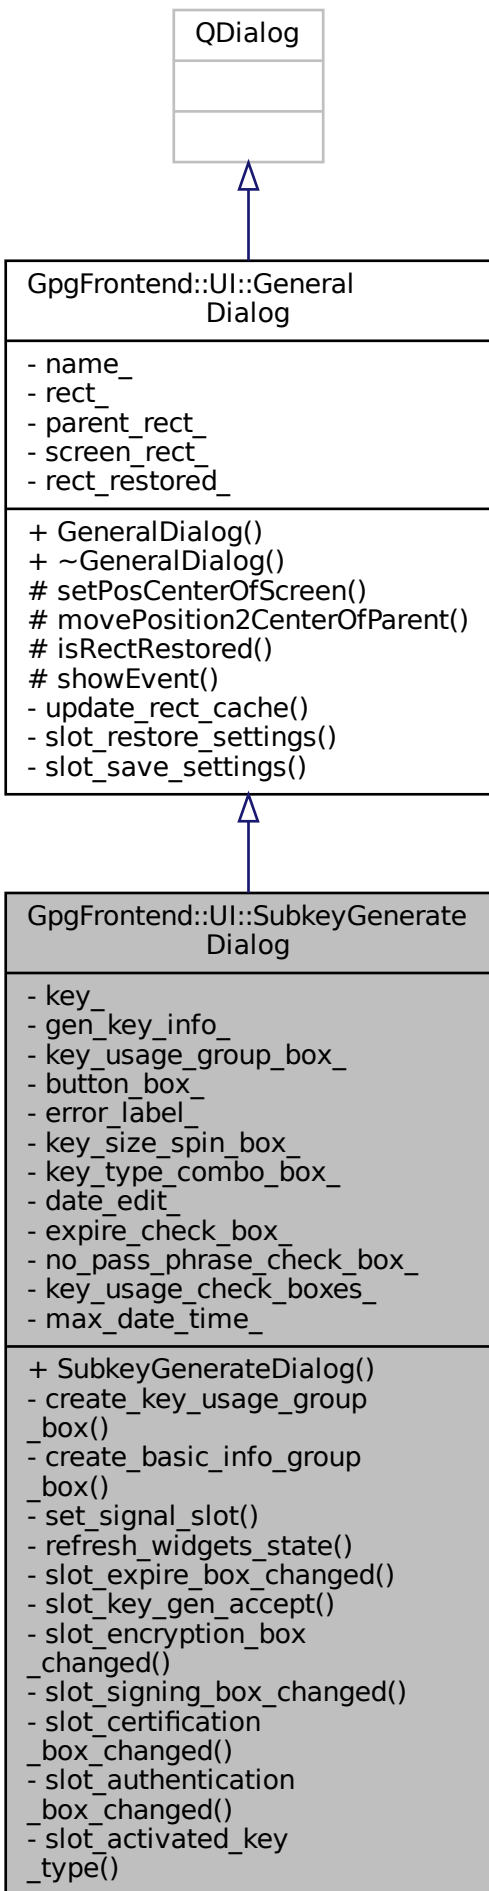 QDialog
GpgFrontend::UI::General
Dialog
- name_
- rect_
- parent_rect_
- screen_rect_
- rect_restored_
+ GeneralDialog()
+ ~GeneralDialog()
# setPosCenterOfScreen()
# movePosition2CenterOfParent()
# isRectRestored()
# showEvent()
- update_rect_cache()
- slot_restore_settings()
- slot_save_settings()
GpgFrontend::UI::SubkeyGenerate
Dialog
- key_
- gen_key_info_
- key_usage_group_box_
- button_box_
- error_label_
- key_size_spin_box_
- key_type_combo_box_
- date_edit_
- expire_check_box_
- no_pass_phrase_check_box_
- key_usage_check_boxes_
- max_date_time_
+ SubkeyGenerateDialog()
- create_key_usage_group
_box()
- create_basic_info_group
_box()
- set_signal_slot()
- refresh_widgets_state()
- slot_expire_box_changed()
- slot_key_gen_accept()
- slot_encryption_box
_changed()
- slot_signing_box_changed()
- slot_certification
_box_changed()
- slot_authentication
_box_changed()
- slot_activated_key
_type()